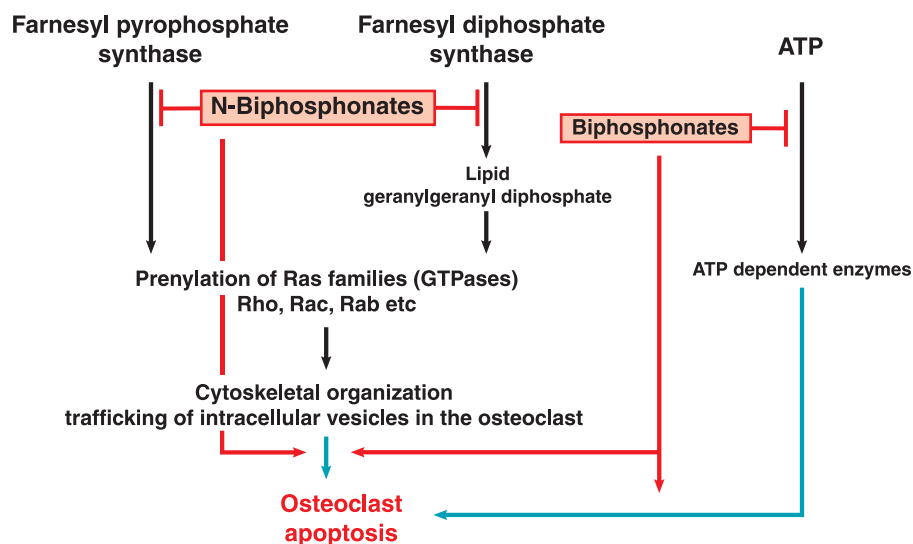 Farnesyl pyrophosphate
synthase
Farnesyl diphosphate
synthase
ATP
N-Biphosphonates
Biphosphonates
Lipid
geranylgeranyl diphosphate
Prenylation of Ras families (GTPases)
Rho, Rac, Rab etc
ATP dependent enzymes
Cytoskeletal organization
trafficking of intracellular vesicles in the osteoclast
Osteoclast
apoptosis